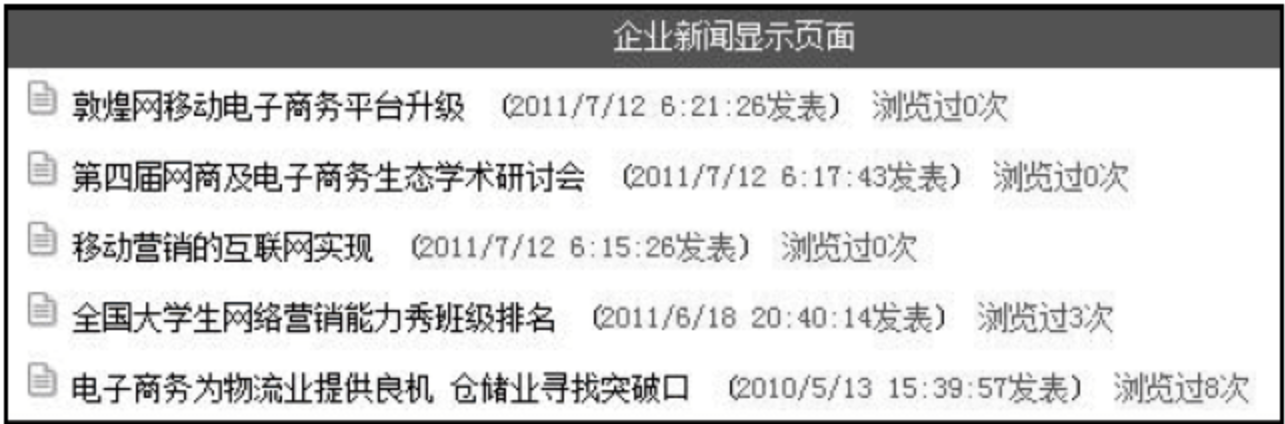 企业新闻显示页面
敦煌网移动电子商务平台升级 (2011/7/12 6:21:26发表) 浏览过0次
第四届网商及电子商务生态学术研讨会 (2011/7/12 6:17:43发表) 浏览过0次
移动营销的互联网实现 (2011/7/12 6:15:26发表) 浏览过0次
全国大学生网络营销能力秀班级排名 (2011/6/18 20:40:14发表) 浏览过3次
电子商务为物流业提供良机 仓储业寻找突破口 (2010/5/13 15:39:57发表) 浏览过8次